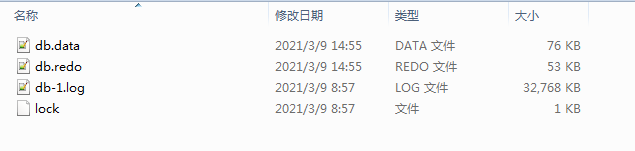 名称 修改日期 类型 大小
db.data 2021/3/9 14:55 DATA 文件 76 KB
db.redo 2021/3/9 14:55 REDO 文件 53 KB
db-1.log 2021/3/9 8:57 LOG 文件 32,768 KB
lock 2021/3/9 8:57 文件 1 KB